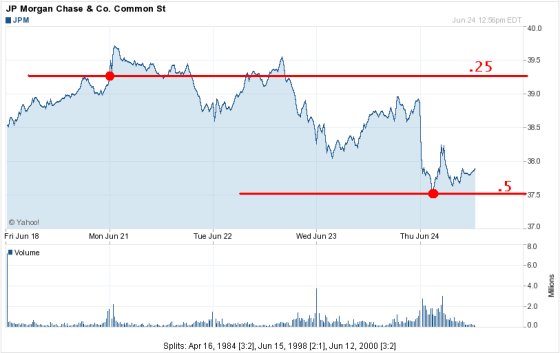 JP Morgan Chase & Co. Common St
JPM
Jun 24 12:56pm EDT
40.0
39.5
.25
39.0
38.5
38.0
.5
37.5
37.0
© Yahoo!
Fri Jun 18 Mon Jun 21 Tue Jun 22 Wed Jun 23 Thu Jun 24
Volume
8.0
6.0
4.0
2.0
0.0
Millions
Splits: Apr 16, 1984 [3:2], Jun 15, 1998 [2:1], Jun 12, 2000 [3:2]